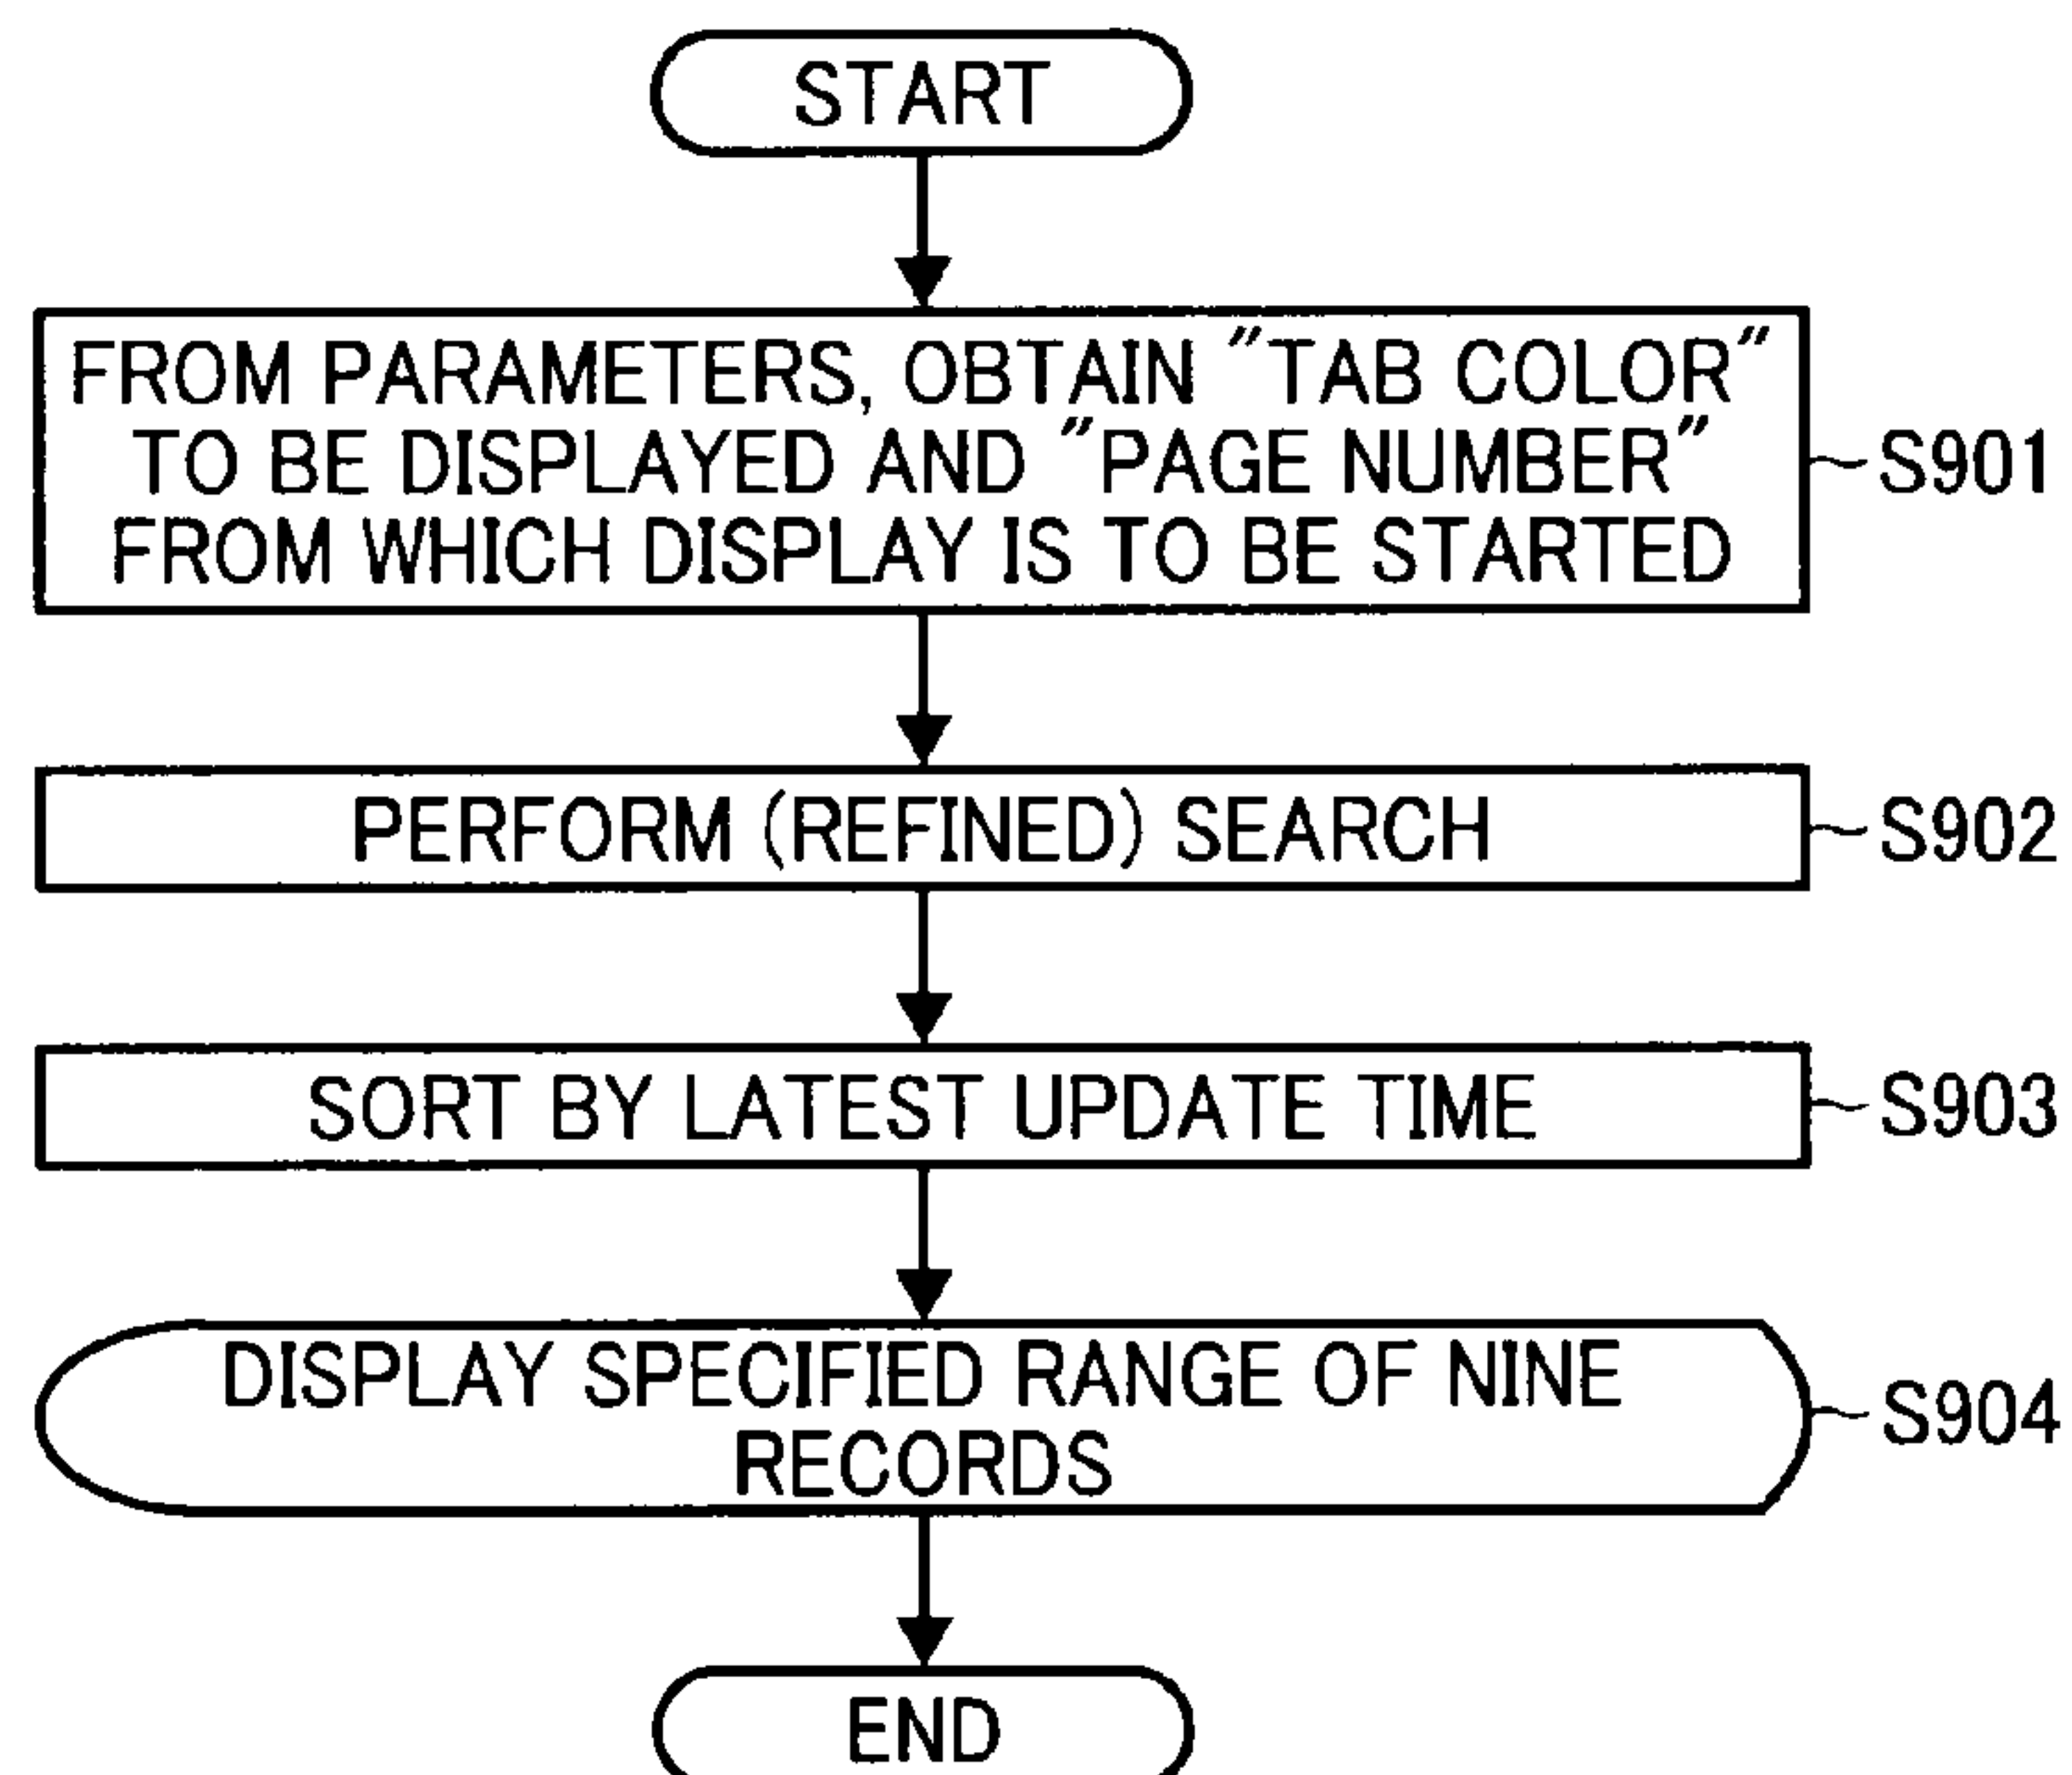 START
FROM PARAMETERS, OBTAIN "TAB COLOR"
TO BE DISPLAYED AND "PAGE NUMBER"
FROM WHICH DISPLAY IS TO BE STARTED
S901
PERFORM (REFINED) SEARCH
S902
SORT BY LATEST UPDATE TIME
S903
DISPLAY SPECIFIED RANGE OF NINE
RECORDS
S904
END